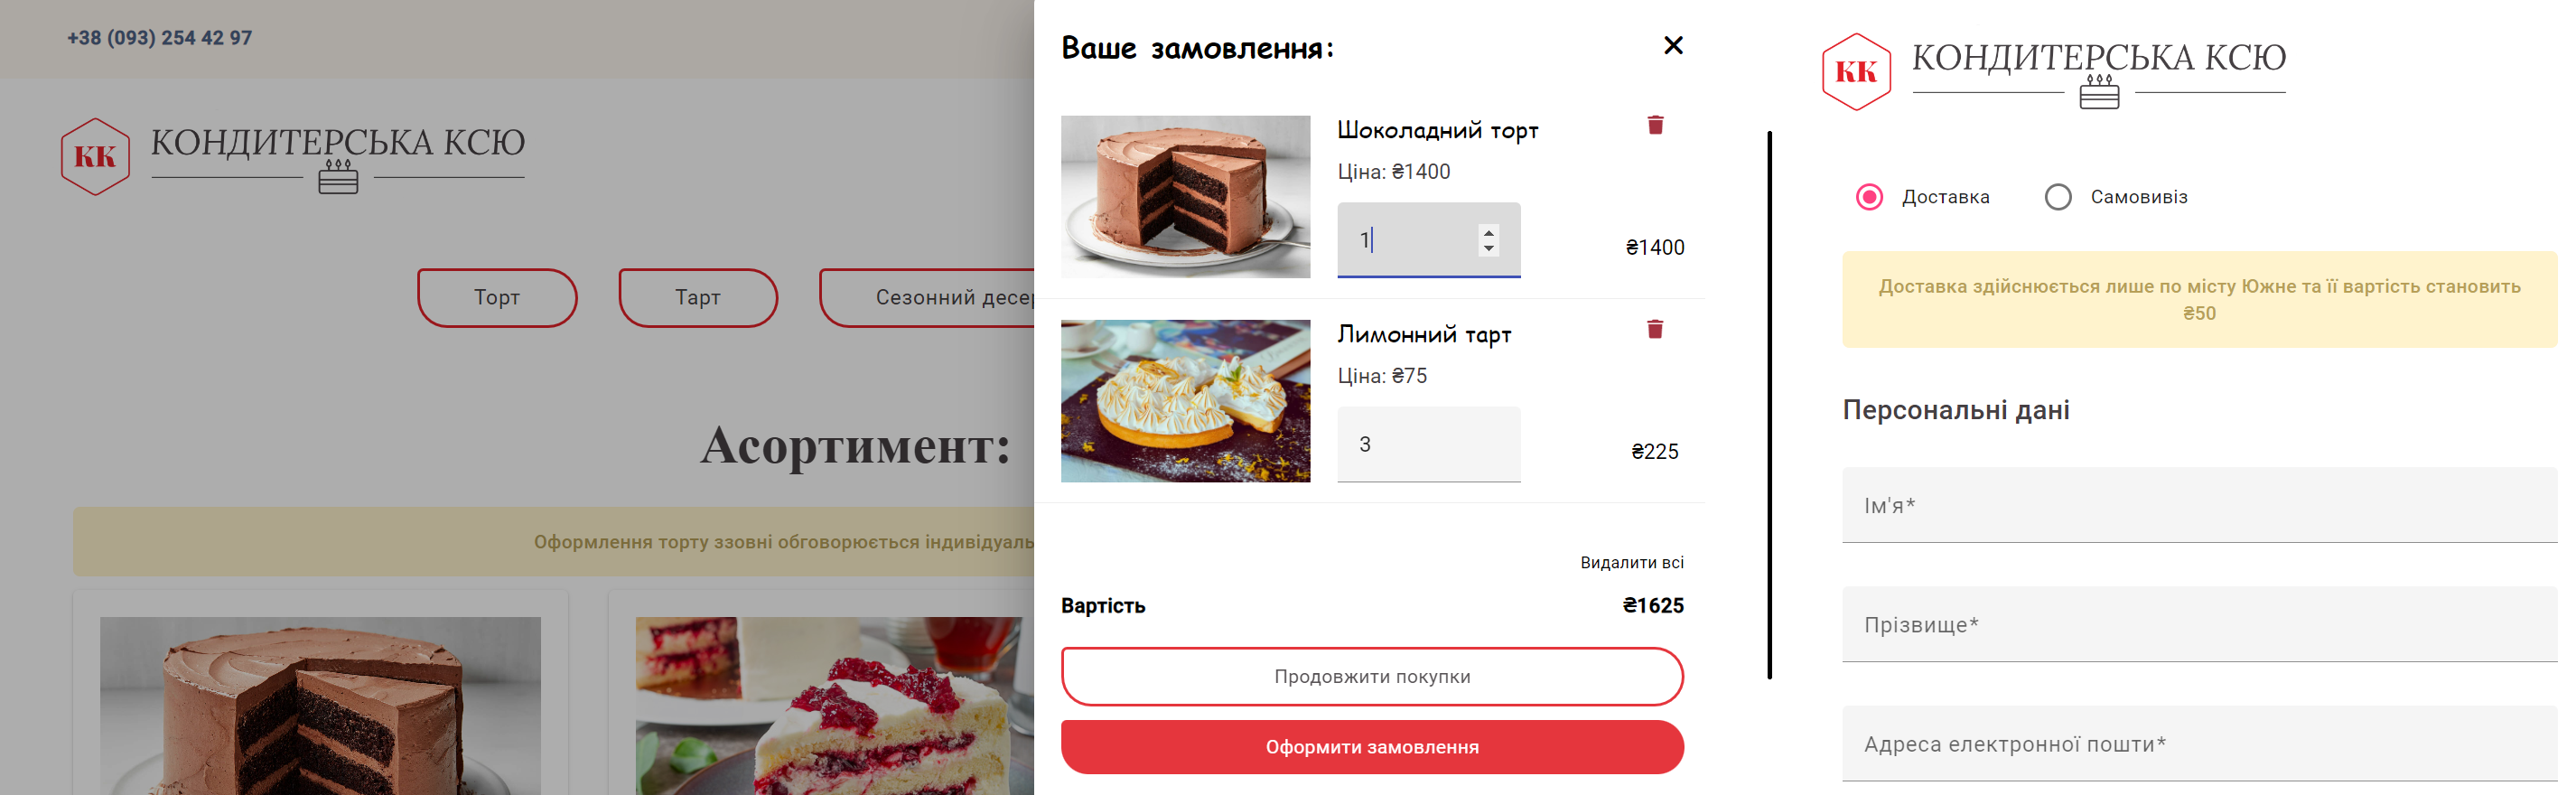 +38 (093) 254 42 97
КК
КОНДИТЕРСЬКА КСЮ
Торт
Тарт
Сезонний десер
Асортимент:
Оформлення торту ззовні обговорюється індивідуаль
Ваше замовлення:
Шоколадний торт
Ціна: ₴1400
1
₴1400
Лимонний тарт
Ціна: ₴75
3
₴225
Видалити всі
Вартість ₴1625
Продовжити покупки
Оформити замовлення
КК
КОНДИТЕРСЬКА КСЮ
Доставка Самовивіз
Доставка здійснюється лише по місту Южне та її вартість становить
₴50
Персональні дані
Ім'я*
Прізвище*
Адреса електронної пошти*